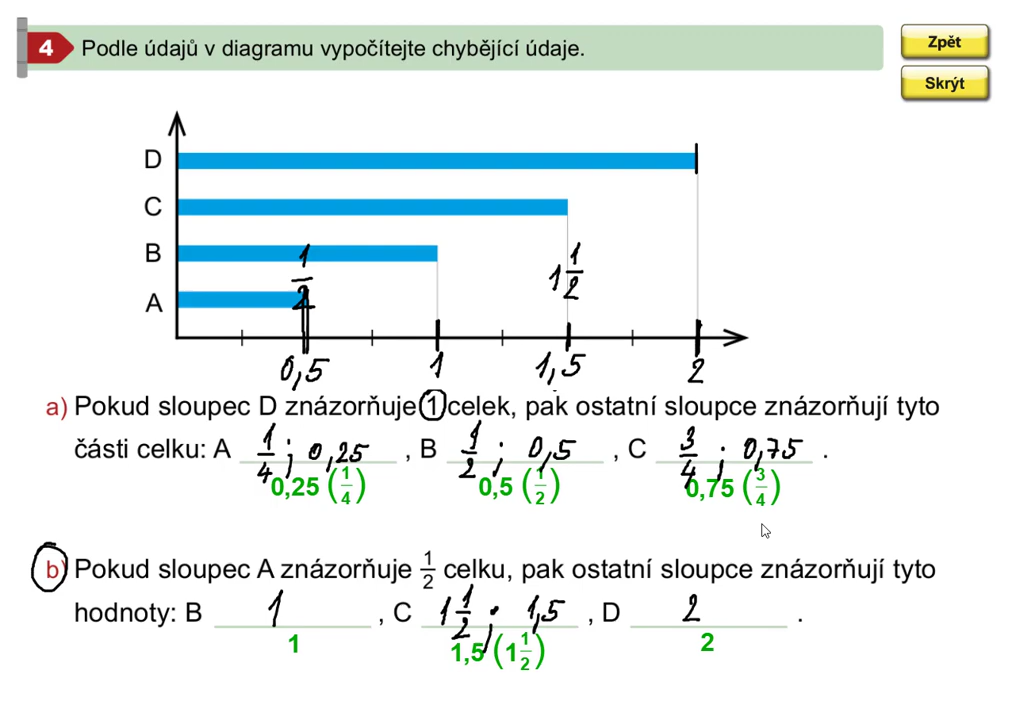 4 Podle údajů v diagramu vypočítejte chybějící údaje.
Zpět
Skrýt
D
C
B
A
1/2
1 1/2
0,5 1 1,5 2
a) Pokud sloupec D znázorňuje 1 celek, pak ostatní sloupce znázorňují tyto
části celku: A 1/4 ; 0,25 , B 1/2 ; 0,5 , C 3/4 ; 0,75 .
0,25 (1/4) 0,5 (1/2) 0,75 (3/4)
b) Pokud sloupec A znázorňuje 1/2 celku, pak ostatní sloupce znázorňují tyto
hodnoty: B 1 , C 1 1/2 ; 1,5 , D 2 .
1 1,5 (1 1/2) 2